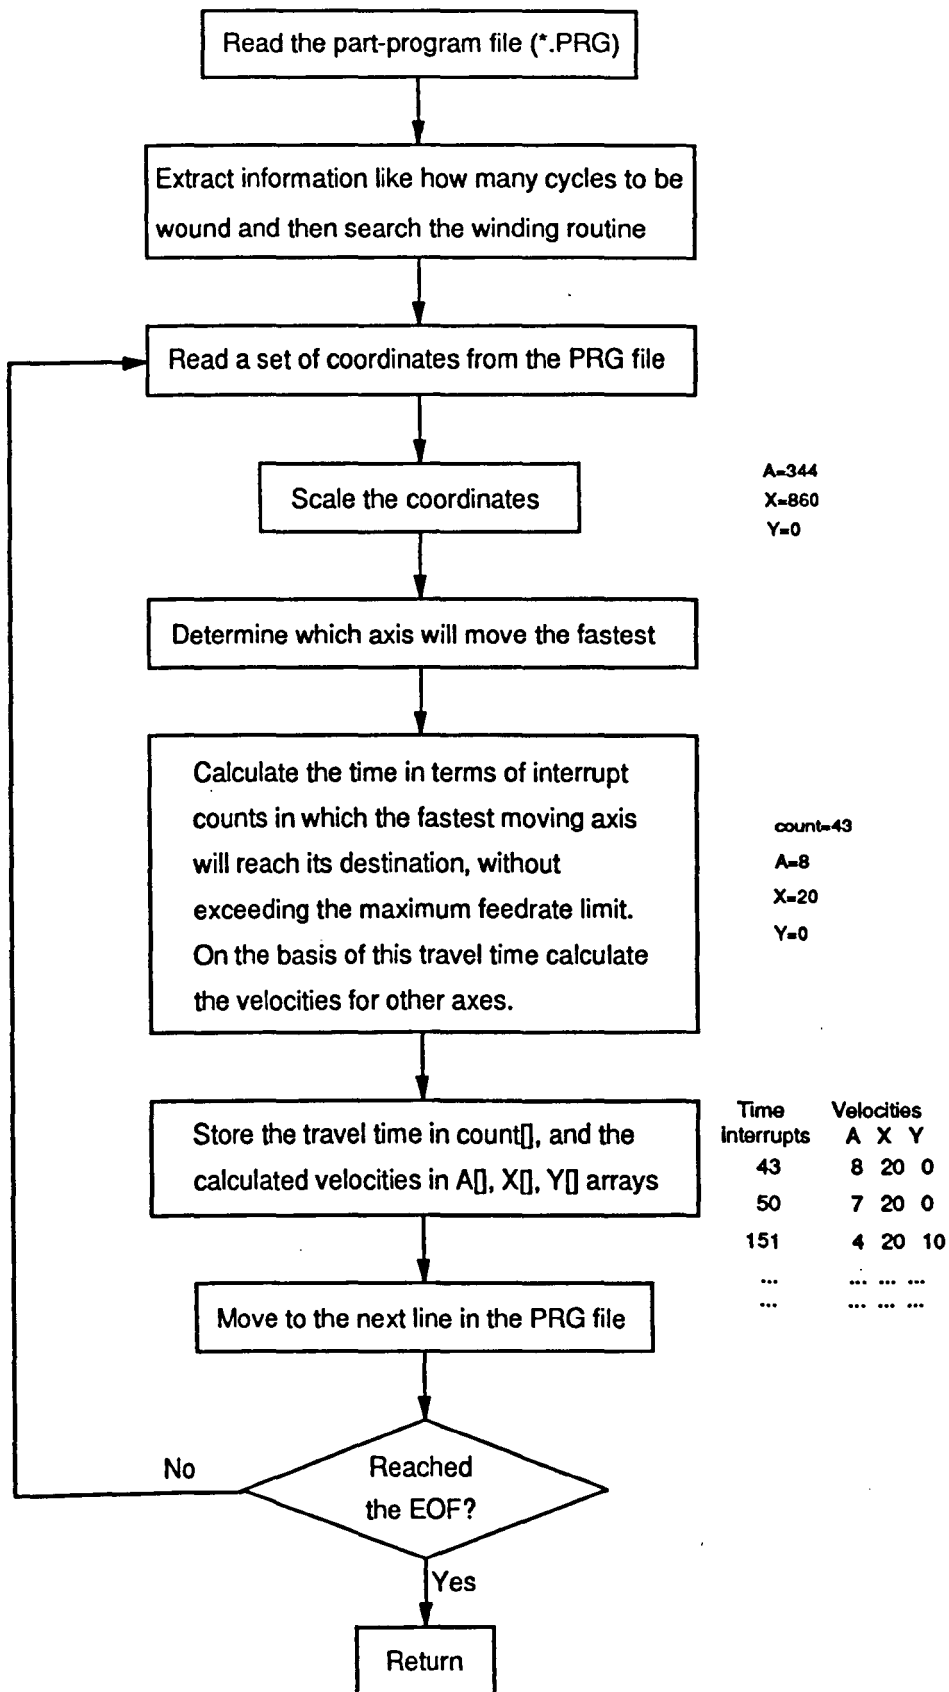 Read the part-program file (*.PRG)
Extract information like how many cycles to be
wound and then search the winding routine
Read a set of coordinates from the PRG file
Scale the coordinates
A=344
X=860
Y=0
Determine which axis will move the fastest
Calculate the time in terms of interrupt
counts in which the fastest moving axis
will reach its destination, without
exceeding the maximum feedrate limit.
On the basis of this travel time calculate
the velocities for other axes.
count=43
A=8
X=20
Y=0
Store the travel time in count[], and the
calculated velocities in A[], X[], Y[] arrays
Time Velocities
interrupts A X Y
43 8 20 0
50 7 20 0
151 4 20 10
... ... ... ...
... ... ... ...
Move to the next line in the PRG file
Reached
the EOF?
No
Yes
Return